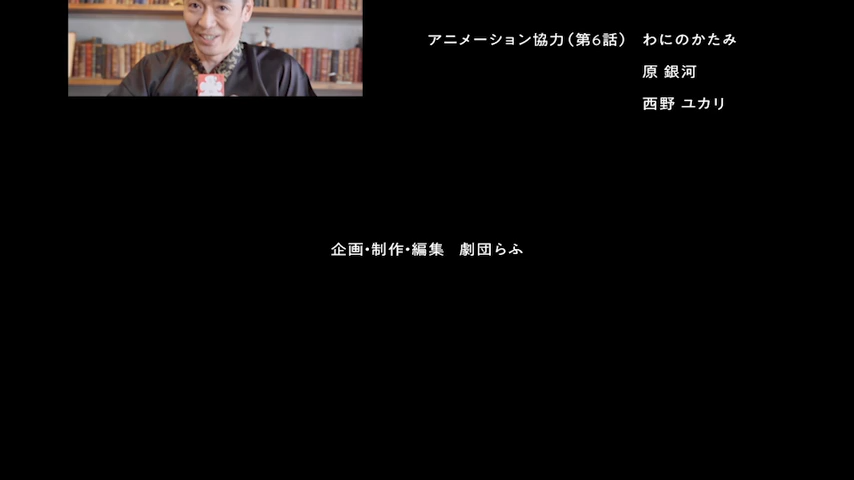 アニメーション協力（第6話） わにのかたみ
原 銀河
西野 ユカリ
企画・制作・編集 劇団らふ